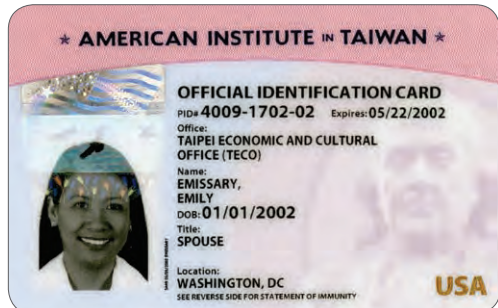 ★ AMERICAN INSTITUTE IN TAIWAN ★
OFFICIAL IDENTIFICATION CARD
PID# 4009-1702-02 Expires: 05/22/2002
Office:
TAIPEI ECONOMIC AND CULTURAL
OFFICE (TECO)
Name:
EMISSARY,
EMILY
DOB: 01/01/2002
Title:
SPOUSE
Location:
WASHINGTON, DC
SEE REVERSE SIDE FOR STATEMENT OF IMMUNITY
USA